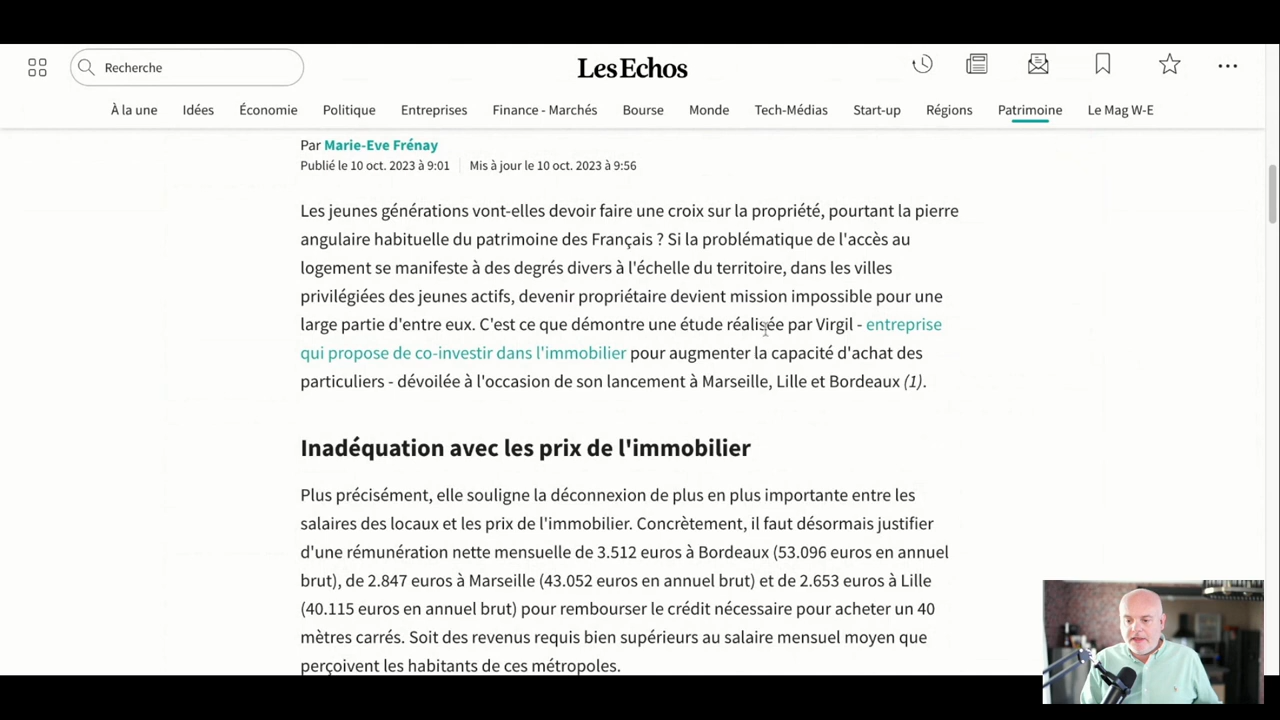 Recherche
Les Echos
À la une Idées Économie Politique Entreprises Finance - Marchés Bourse Monde Tech-Médias Start-up Régions Patrimoine Le Mag W-E
Par Marie-Eve Frénay
Publié le 10 oct. 2023 à 9:01 Mis à jour le 10 oct. 2023 à 9:56
Les jeunes générations vont-elles devoir faire une croix sur la propriété, pourtant la pierre
angulaire habituelle du patrimoine des Français ? Si la problématique de l'accès au
logement se manifeste à des degrés divers à l'échelle du territoire, dans les villes
privilégiées des jeunes actifs, devenir propriétaire devient mission impossible pour une
large partie d'entre eux. C'est ce que démontre une étude réalisée par Virgil - entreprise
qui propose de co-investir dans l'immobilier pour augmenter la capacité d'achat des
particuliers - dévoilée à l'occasion de son lancement à Marseille, Lille et Bordeaux (1).
Inadéquation avec les prix de l'immobilier
Plus précisément, elle souligne la déconnexion de plus en plus importante entre les
salaires des locaux et les prix de l'immobilier. Concrètement, il faut désormais justifier
d'une rémunération nette mensuelle de 3.512 euros à Bordeaux (53.096 euros en annuel
brut), de 2.847 euros à Marseille (43.052 euros en annuel brut) et de 2.653 euros à Lille
(40.115 euros en annuel brut) pour rembourser le crédit nécessaire pour acheter un 40
mètres carrés. Soit des revenus requis bien supérieurs au salaire mensuel moyen que
perçoivent les habitants de ces métropoles.